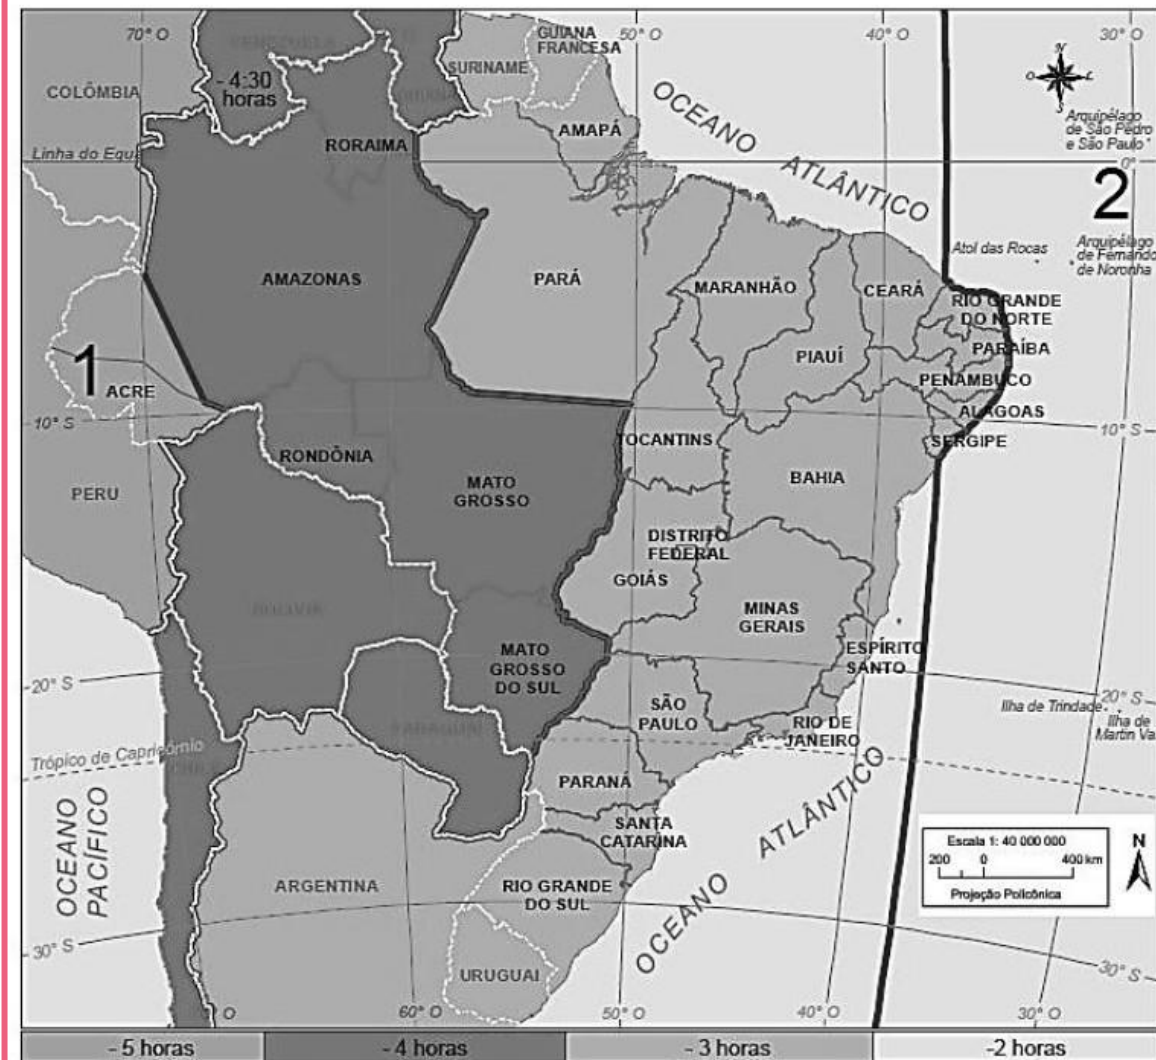 70° O
50° O
40° O
30° O
VENEZUELA
GUIANA
FRANCESA
SURINAME
GUIANA
- 4:30
horas
COLÔMBIA
OCEANO ATLÂNTICO
N
O
L
S
Arquipélago
de São Pedro
e São Paulo
AMAPÁ
RORAIMA
Linha do Equ
0°
2
Atol das Rocas
Arquipélago
de Fernando
de Noronha
AMAZONAS
PARÁ
MARANHÃO
CEARÁ
RIO GRANDE
DO NORTE
PARAÍBA
PIAUÍ
1
ACRE
PENAMBUCO
ALAGOAS
SERGIPE
10° S
10° S
TOCANTINS
RONDÔNIA
MATO
GROSSO
BAHIA
PERU
DISTRITO
FEDERAL
GOIÁS
BOLÍVIA
MINAS
GERAIS
ESPÍRITO
SANTO
MATO
GROSSO
DO SUL
20° S
20° S
SÃO
PAULO
Ilha de Trindade
Ilha de
Martin Va
PARAGUAI
RIO DE
JANEIRO
Trópico de Capricórnio
CHILE
PARANÁ
OCEANO
PACÍFICO
SANTA
CATARINA
OCEANO ATLÂNTICO
Escala 1: 40 000 000
200 0 400 km
Projeção Policônica
N
ARGENTINA
RIO GRANDE
DO SUL
30° S
30° S
URUGUAI
O
60° O
50° O
40° O
30° O
- 5 horas
- 4 horas
- 3 horas
-2 horas